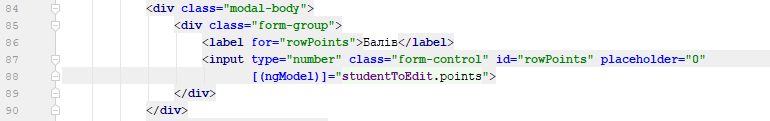 84 <div class="modal-body">
85 <div class="form-group">
86 <label for="rowPoints">Балів</label>
87 <input type="number" class="form-control" id="rowPoints" placeholder="0"
88 [(ngModel)]="studentToEdit.points">
89 </div>
90 </div>